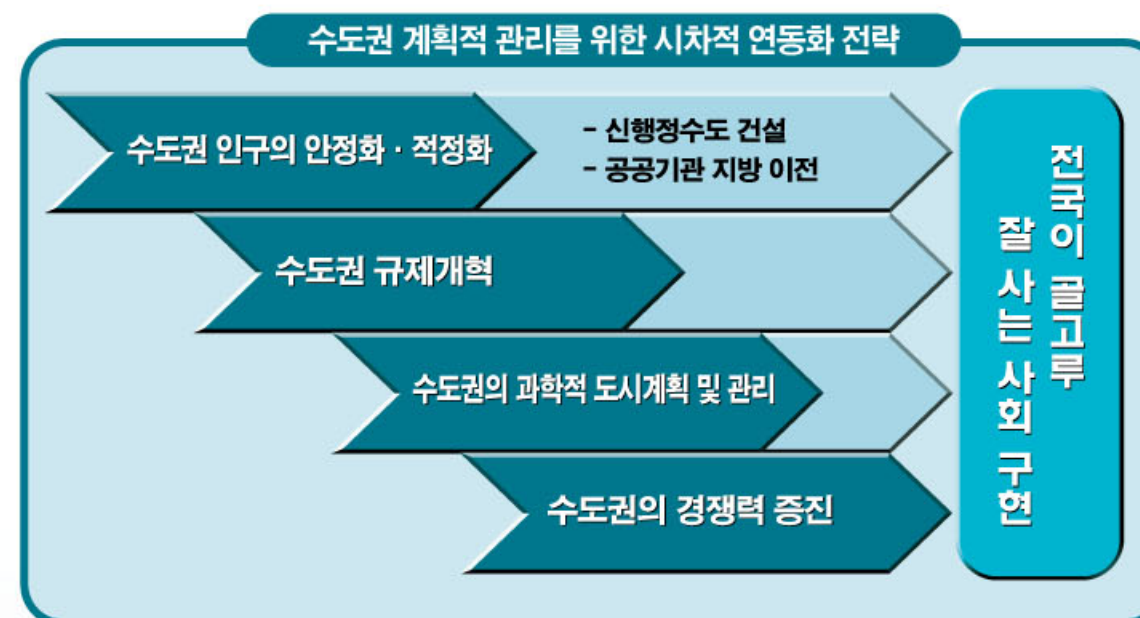 수도권 계획적 관리를 위한 시차적 연동화 전략
수도권 인구의 안정화 · 적정화
- 신행정수도 건설
- 공공기관 지방 이전
수도권 규제개혁
수도권의 과학적 도시계획 및 관리
수도권의 경쟁력 증진
전국이 골고루
잘 사는 사회 구현